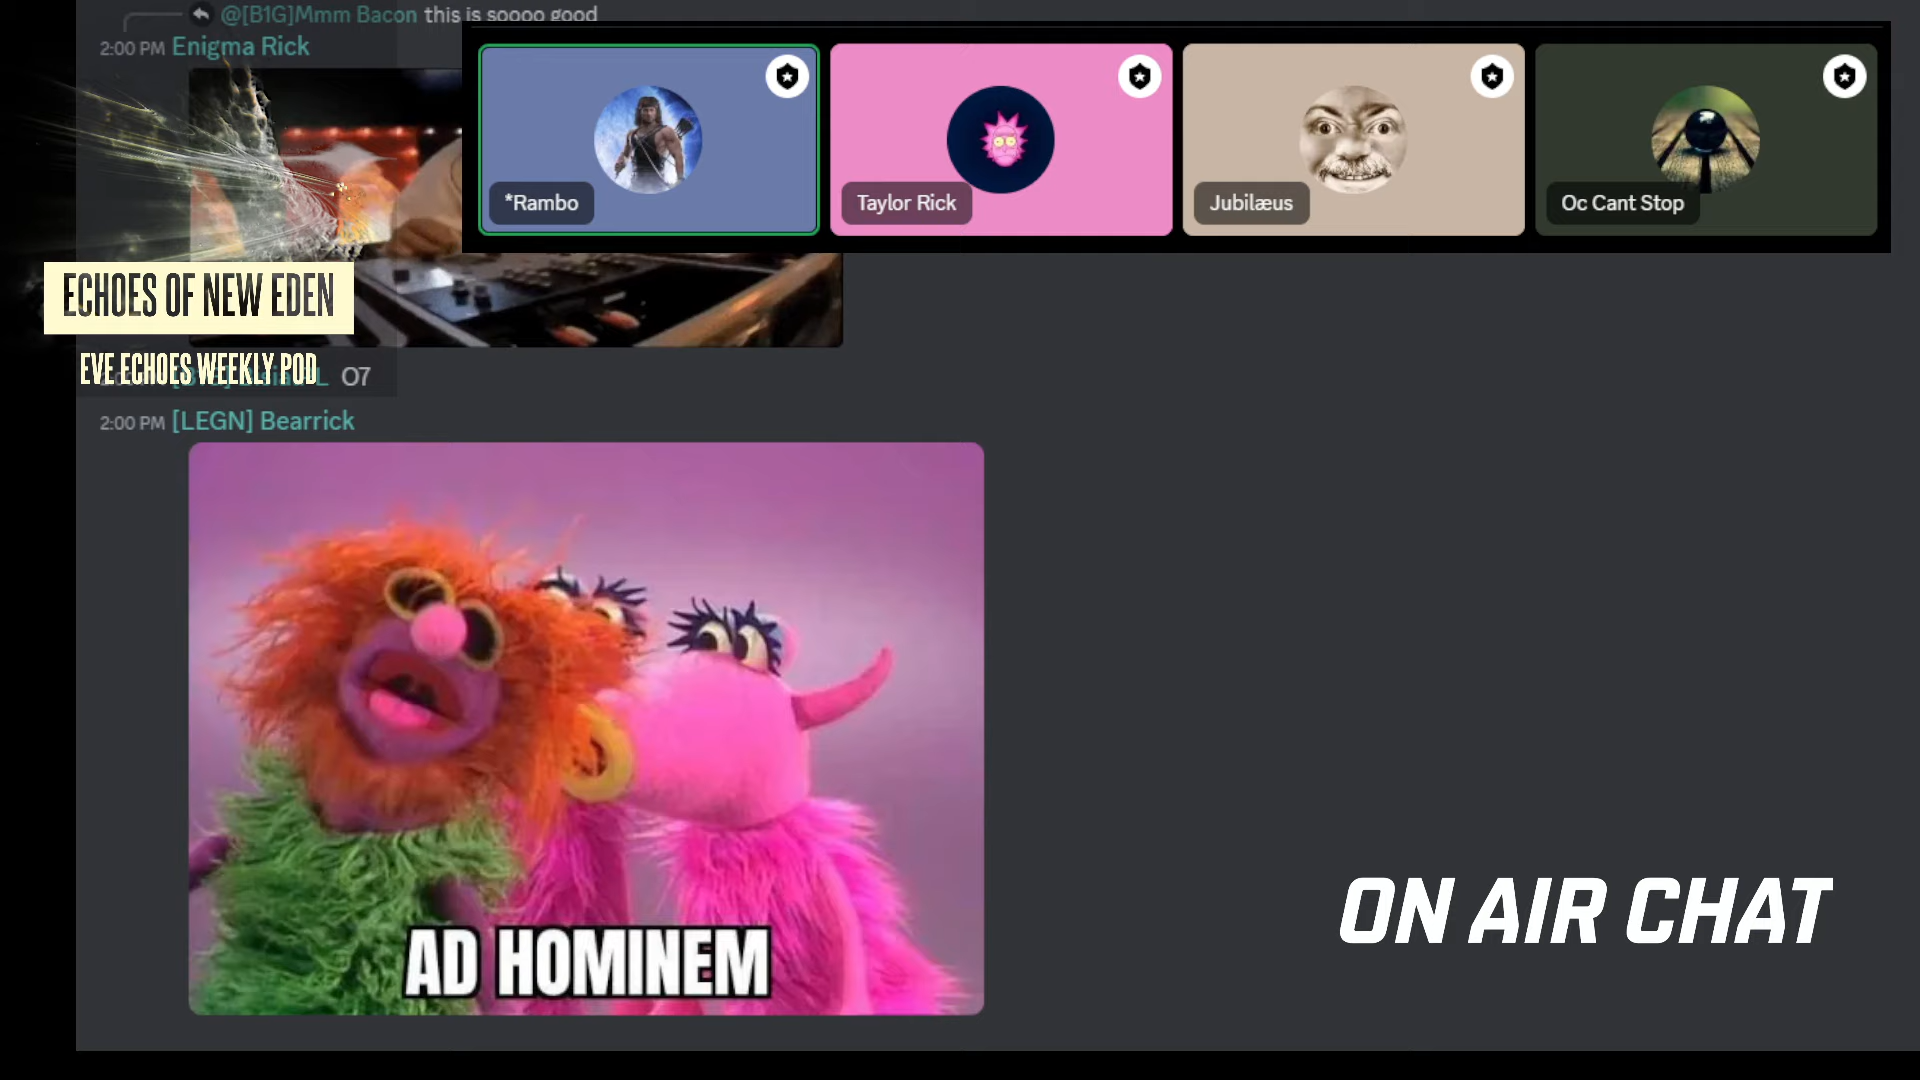 @[B1G]Mmm Bacon this is soooo good
2:00 PM Enigma Rick
*Rambo
Taylor Rick
Jubilæus
Oc Cant Stop
ECHOES OF NEW EDEN
EVE ECHOES WEEKLY POD
O7
2:00 PM [LEGN] Bearrick
AD HOMINEM
ON AIR CHAT